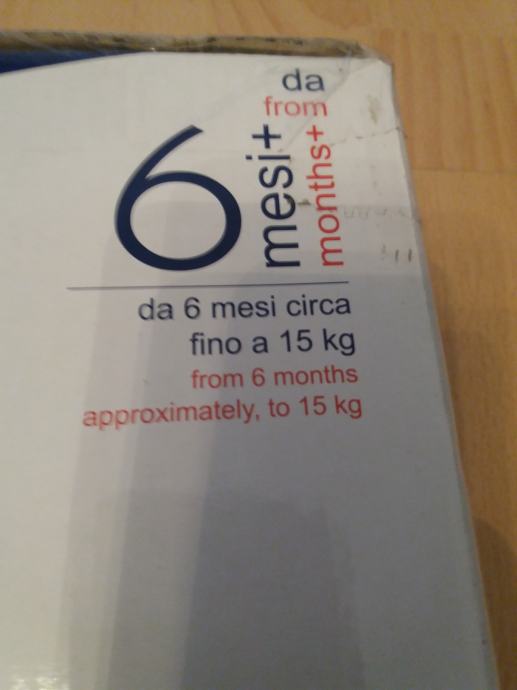 da
from
6
mesi+
months+
da 6 mesi circa
fino a 15 kg
from 6 months
approximately, to 15 kg